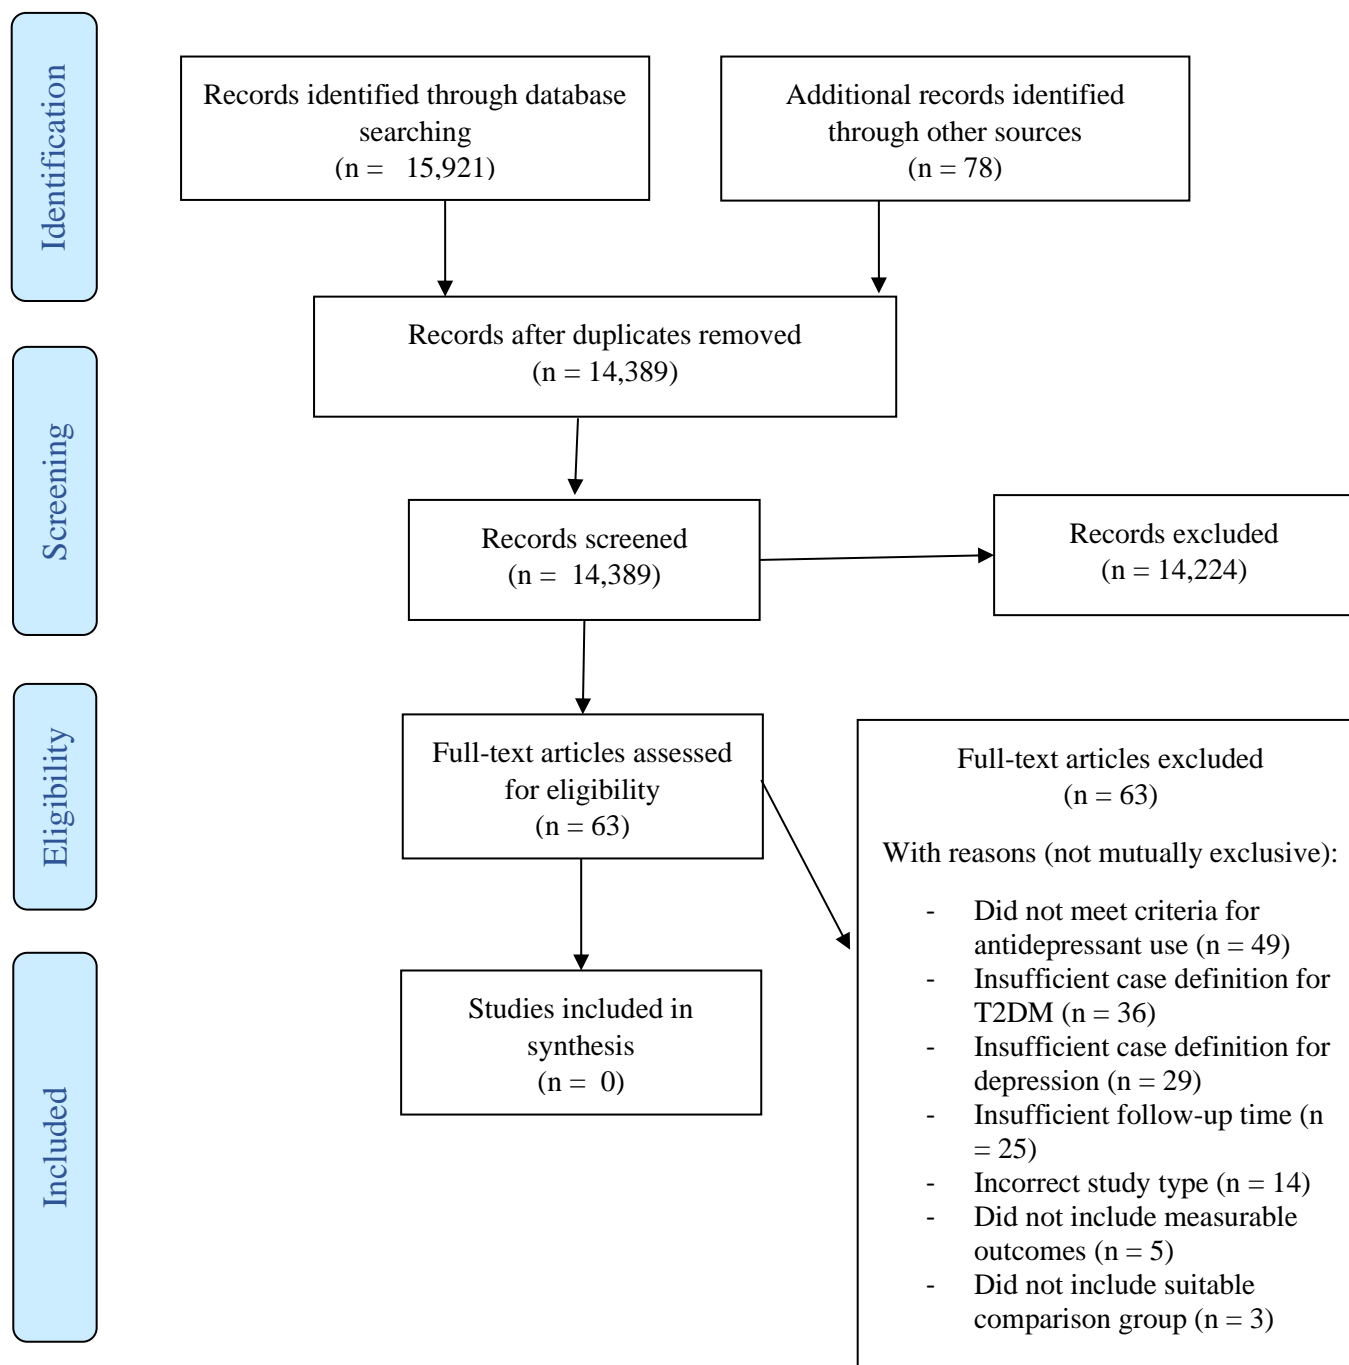 Identification
Records identified through database
searching
(n =   15,921)
Additional records identified
through other sources
(n = 78)
Records after duplicates removed
(n = 14,389)
Screening
Records screened
(n =  14,389)
Records excluded
(n = 14,224)
Eligibility
Full-text articles assessed
for eligibility
(n = 63)
Full-text articles excluded
(n = 63)
With reasons (not mutually exclusive):
- Did not meet criteria for
antidepressant use (n = 49)
- Insufficient case definition for
T2DM (n = 36)
- Insufficient case definition for
depression (n = 29)
- Insufficient follow-up time (n
= 25)
- Incorrect study type (n = 14)
- Did not include measurable
outcomes (n = 5)
- Did not include suitable
comparison group (n = 3)
Included
Studies included in
synthesis
(n =  0)